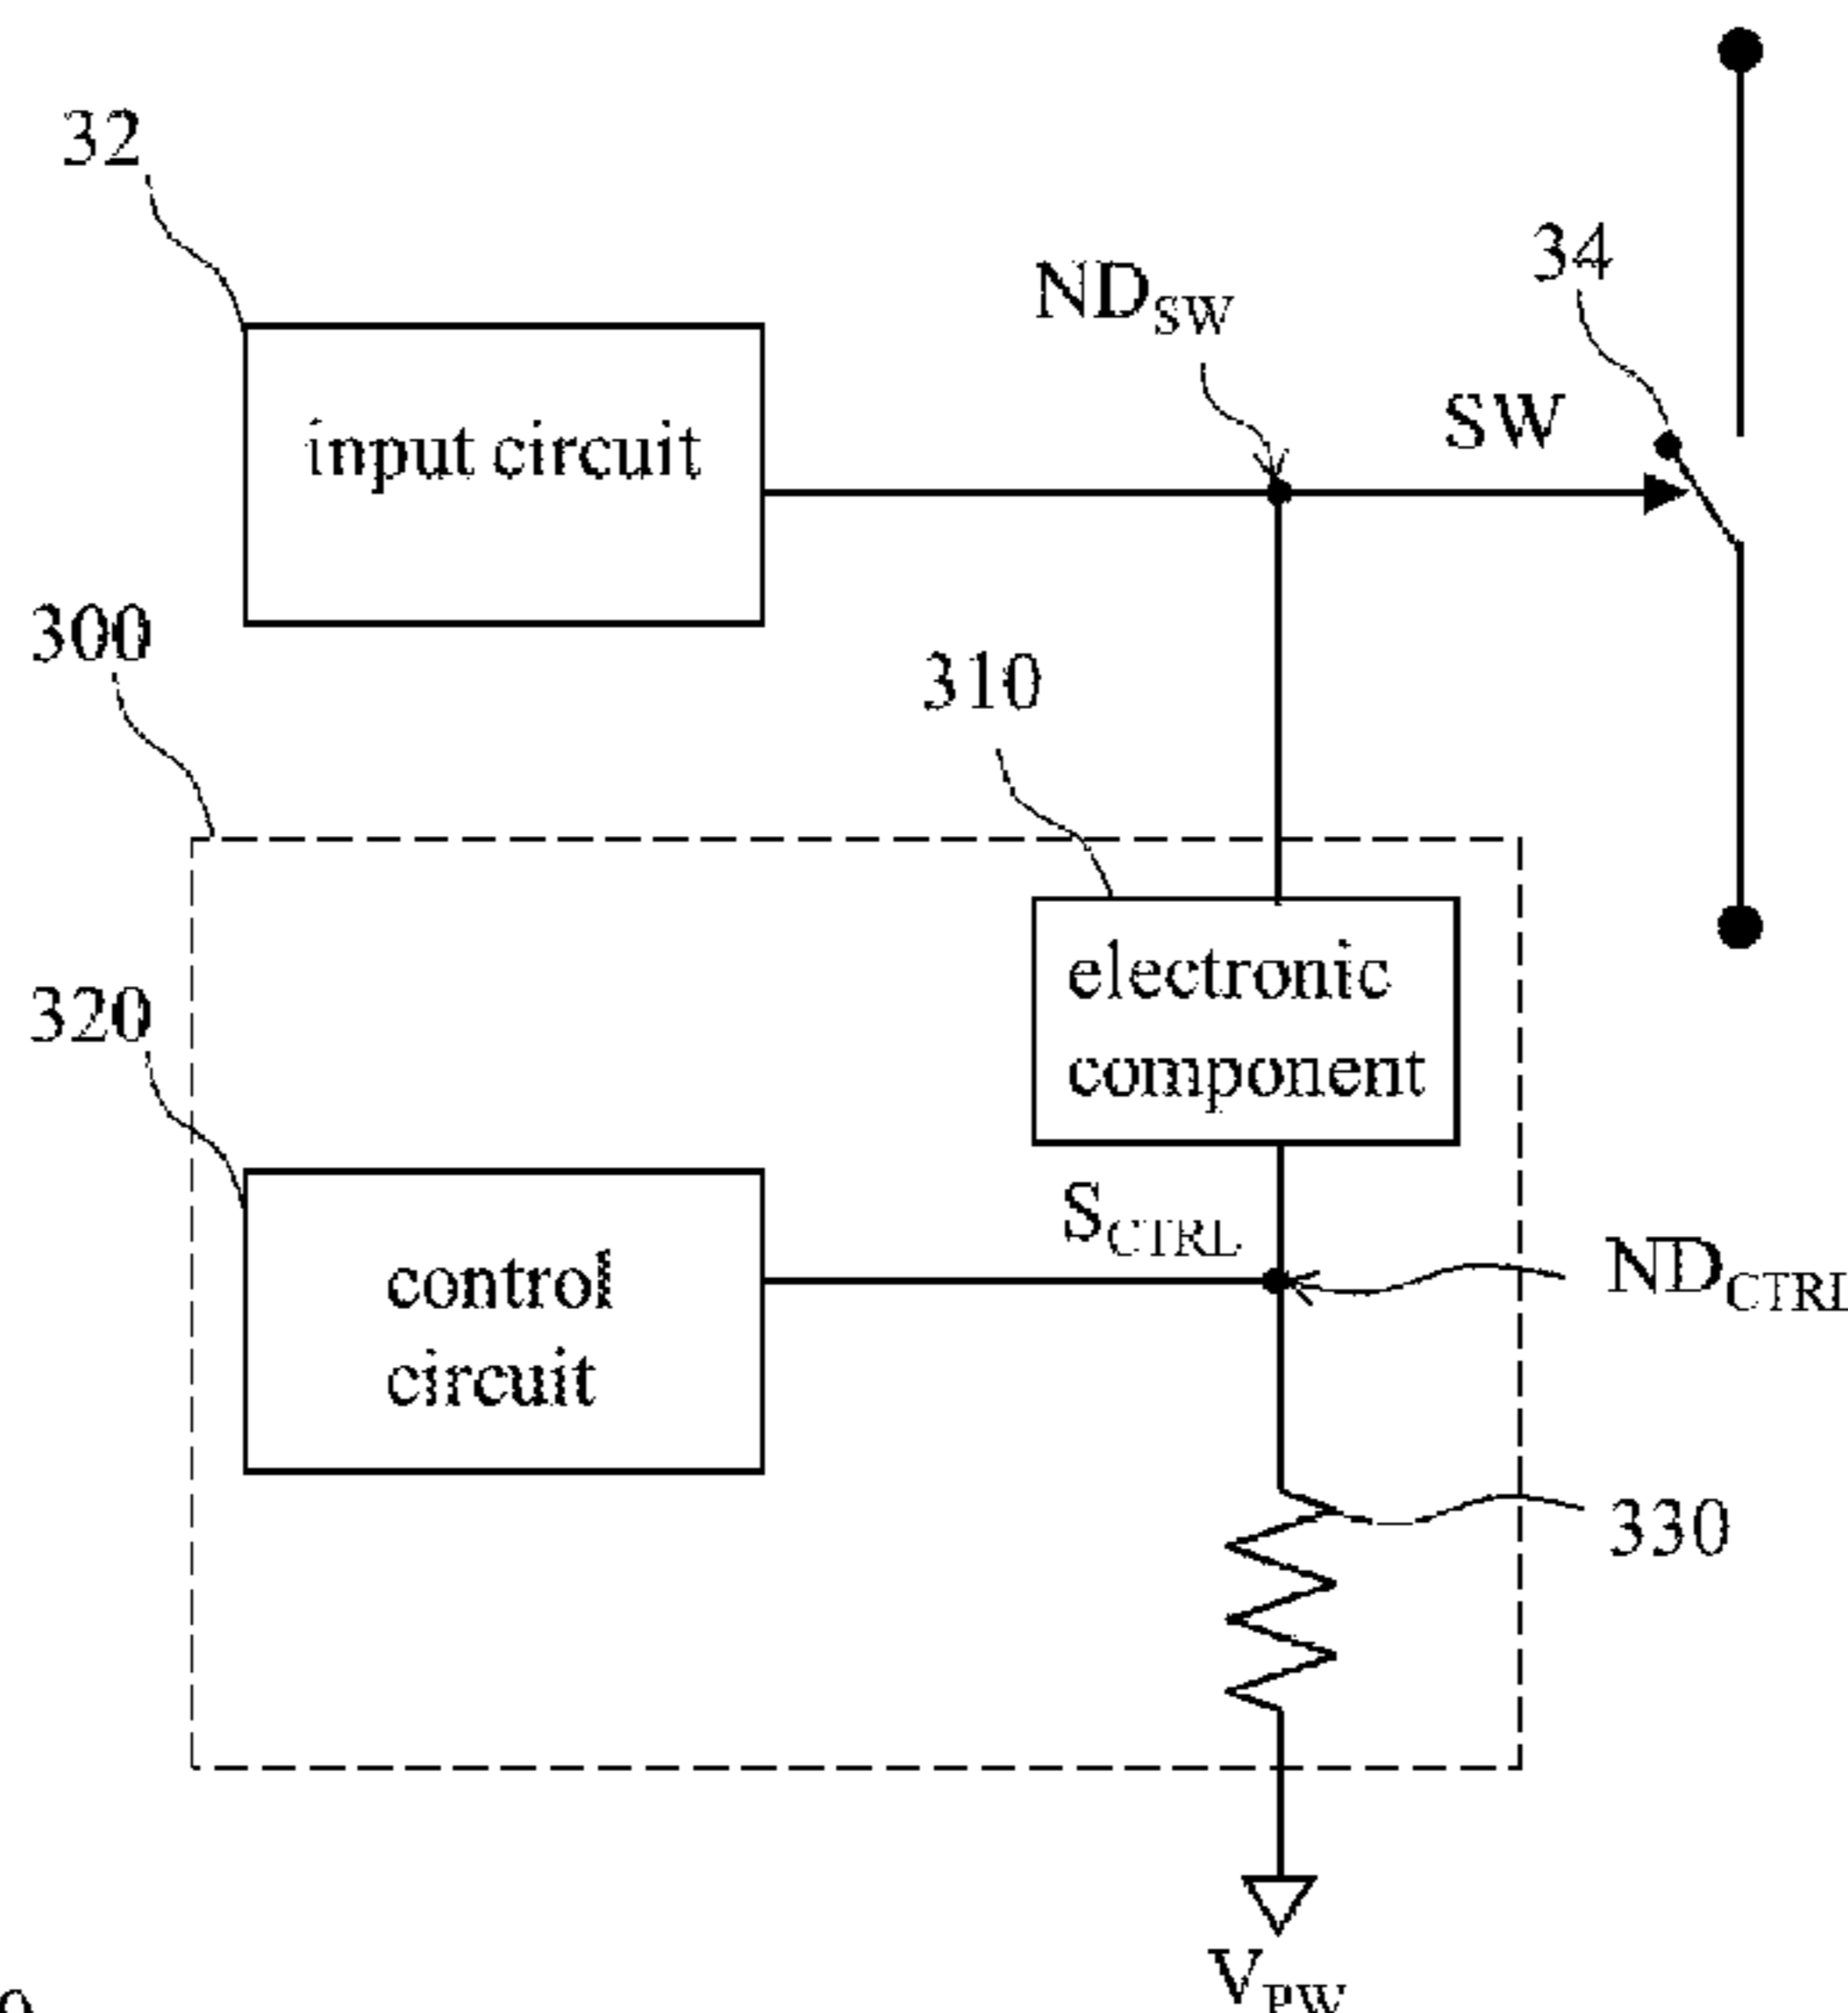 32
34
ND_SW
SW
input circuit
300
310
electronic
component
320
S_CTRL
ND_CTRL
control
circuit
330
V_PW